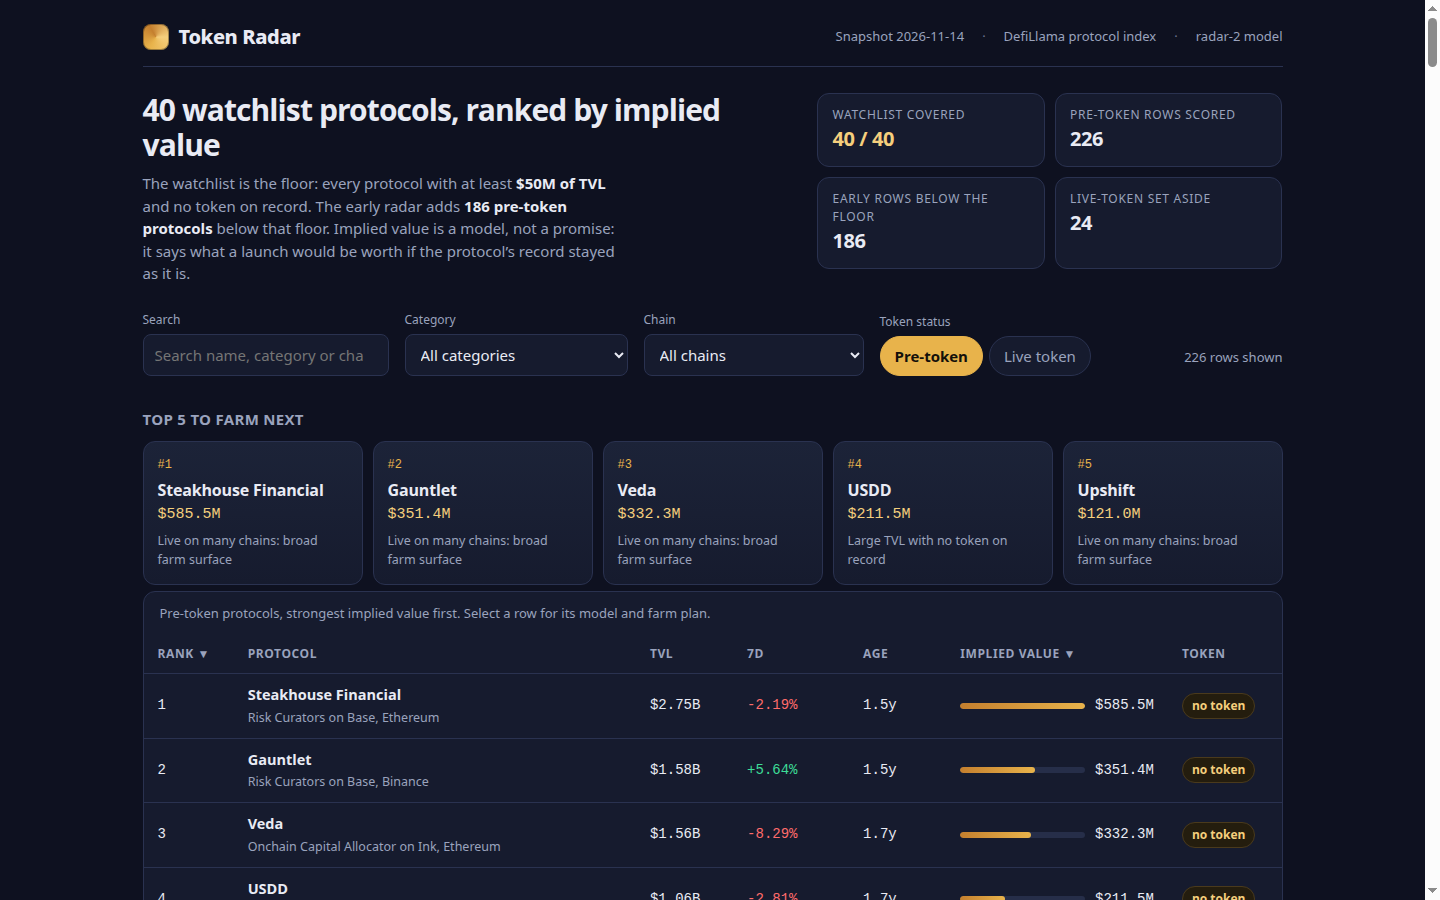 Token Radar
Snapshot 2026-11-14 · DefiLlama protocol index · radar-2 model
40 watchlist protocols, ranked by implied
value
The watchlist is the floor: every protocol with at least $50M of TVL
and no token on record. The early radar adds 186 pre-token
protocols below that floor. Implied value is a model, not a promise:
it says what a launch would be worth if the protocol’s record stayed
as it is.
WATCHLIST COVERED
40 / 40
PRE-TOKEN ROWS SCORED
226
EARLY ROWS BELOW THE
FLOOR
186
LIVE-TOKEN SET ASIDE
24
Search
Search name, category or cha
Category
All categories
Chain
All chains
Token status
Pre-token
Live token
226 rows shown
TOP 5 TO FARM NEXT
#1
Steakhouse Financial
$585.5M
Live on many chains: broad
farm surface
#2
Gauntlet
$351.4M
Live on many chains: broad
farm surface
#3
Veda
$332.3M
Live on many chains: broad
farm surface
#4
USDD
$211.5M
Large TVL with no token on
record
#5
Upshift
$121.0M
Live on many chains: broad
farm surface
Pre-token protocols, strongest implied value first. Select a row for its model and farm plan.
RANK ▼ PROTOCOL TVL 7D AGE IMPLIED VALUE ▼ TOKEN
1 Steakhouse Financial $2.75B -2.19% 1.5y $585.5M no token
Risk Curators on Base, Ethereum
2 Gauntlet $1.58B +5.64% 1.5y $351.4M no token
Risk Curators on Base, Binance
3 Veda $1.56B -8.29% 1.7y $332.3M no token
Onchain Capital Allocator on Ink, Ethereum
4 USDD $1.06B -2.81% 1.7y $211.5M no token